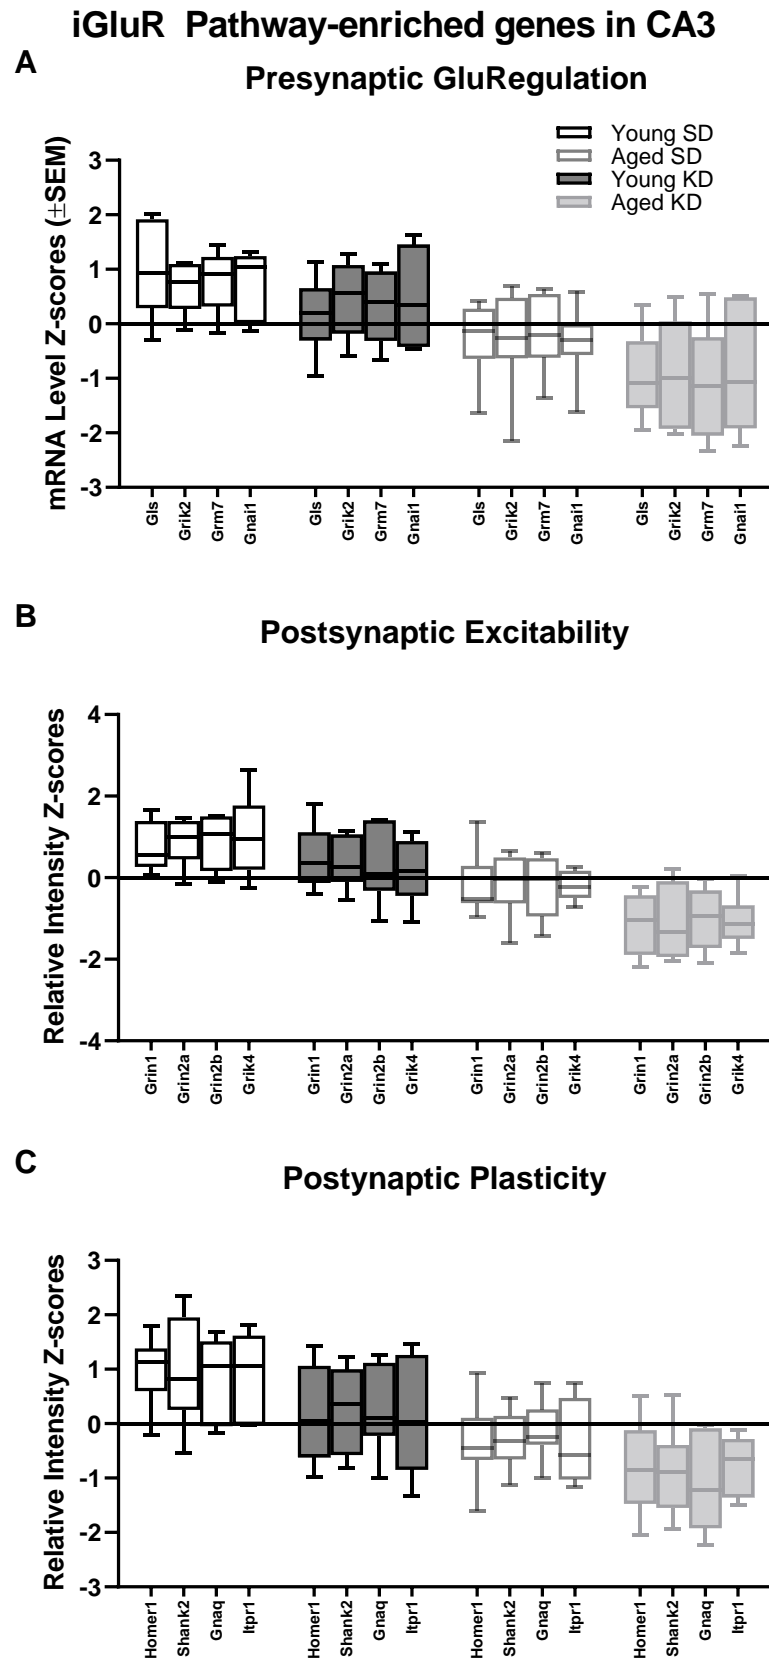 iGluR Pathway-enriched genes in CA3
A
Presynaptic GluRegulation
Young SD
Aged SD
Young KD
Aged KD
mRNA Level Z-scores (±SEM)
3
2
1
0
-1
-2
-3
Gls
Grik2
Grm7
Gnai1
Gls
Grik2
Grm7
Gnai1
Gls
Grik2
Grm7
Gnai1
Gls
Grik2
Grm7
Gnai1
B
Postsynaptic Excitability
Relative Intensity Z-scores
4
2
0
-2
-4
Grin1
Grin2a
Grin2b
Grik4
Grin1
Grin2a
Grin2b
Grik4
Grin1
Grin2a
Grin2b
Grik4
Grin1
Grin2a
Grin2b
Grik4
C
Postynaptic Plasticity
Relative Intensity Z-scores
3
2
1
0
-1
-2
-3
Homer1
Shank2
Gnaq
Itpr1
Homer1
Shank2
Gnaq
Itpr1
Homer1
Shank2
Gnaq
Itpr1
Homer1
Shank2
Gnaq
Itpr1